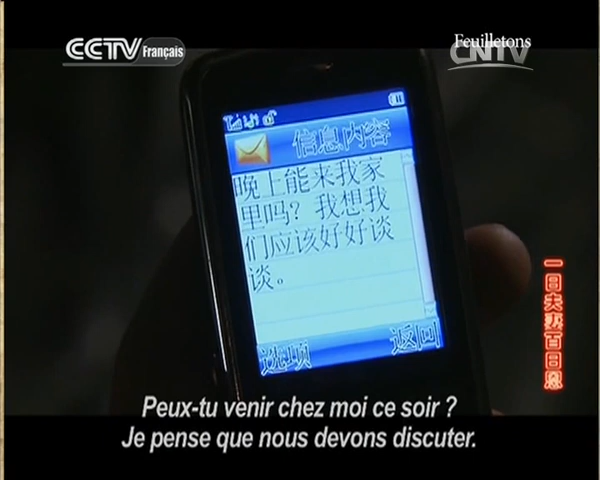 CCTV Français
Feuilletons
CNTV
信息内容
晚上能来我家
里吗？我想我
们应该好好谈
谈。
选项 返回
一日夫妻百日恩
Peux-tu venir chez moi ce soir ?
Je pense que nous devons discuter.